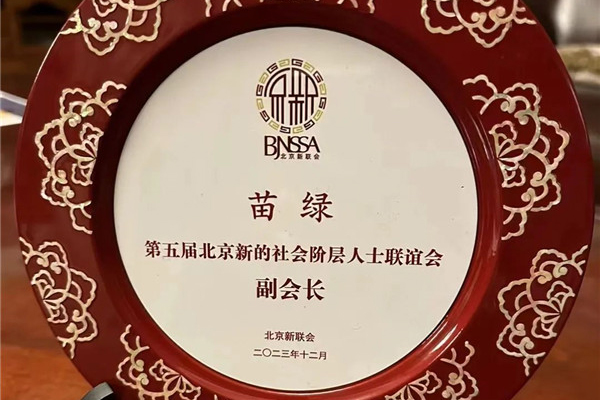 京新
BJNSSA
北京新联会
苗绿
第五届北京新的社会阶层人士联谊会
副会长
北京新联会
二〇二三年十二月